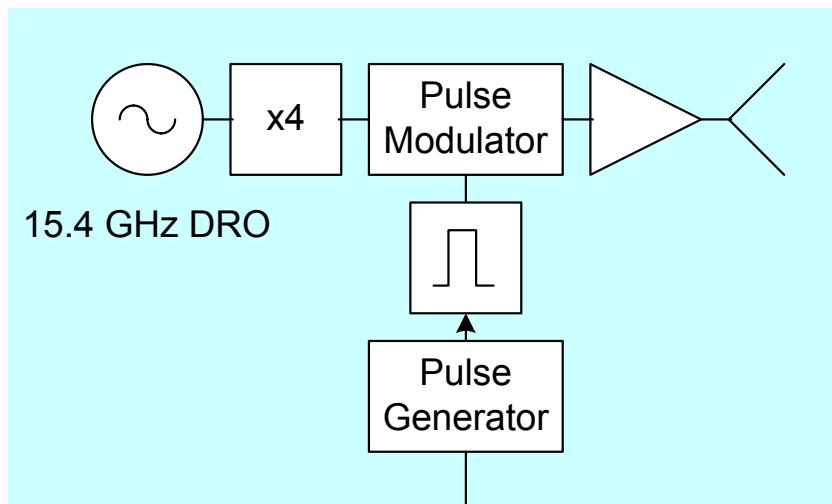 x4
Pulse
Modulator
15.4 GHz DRO
Pulse
Generator